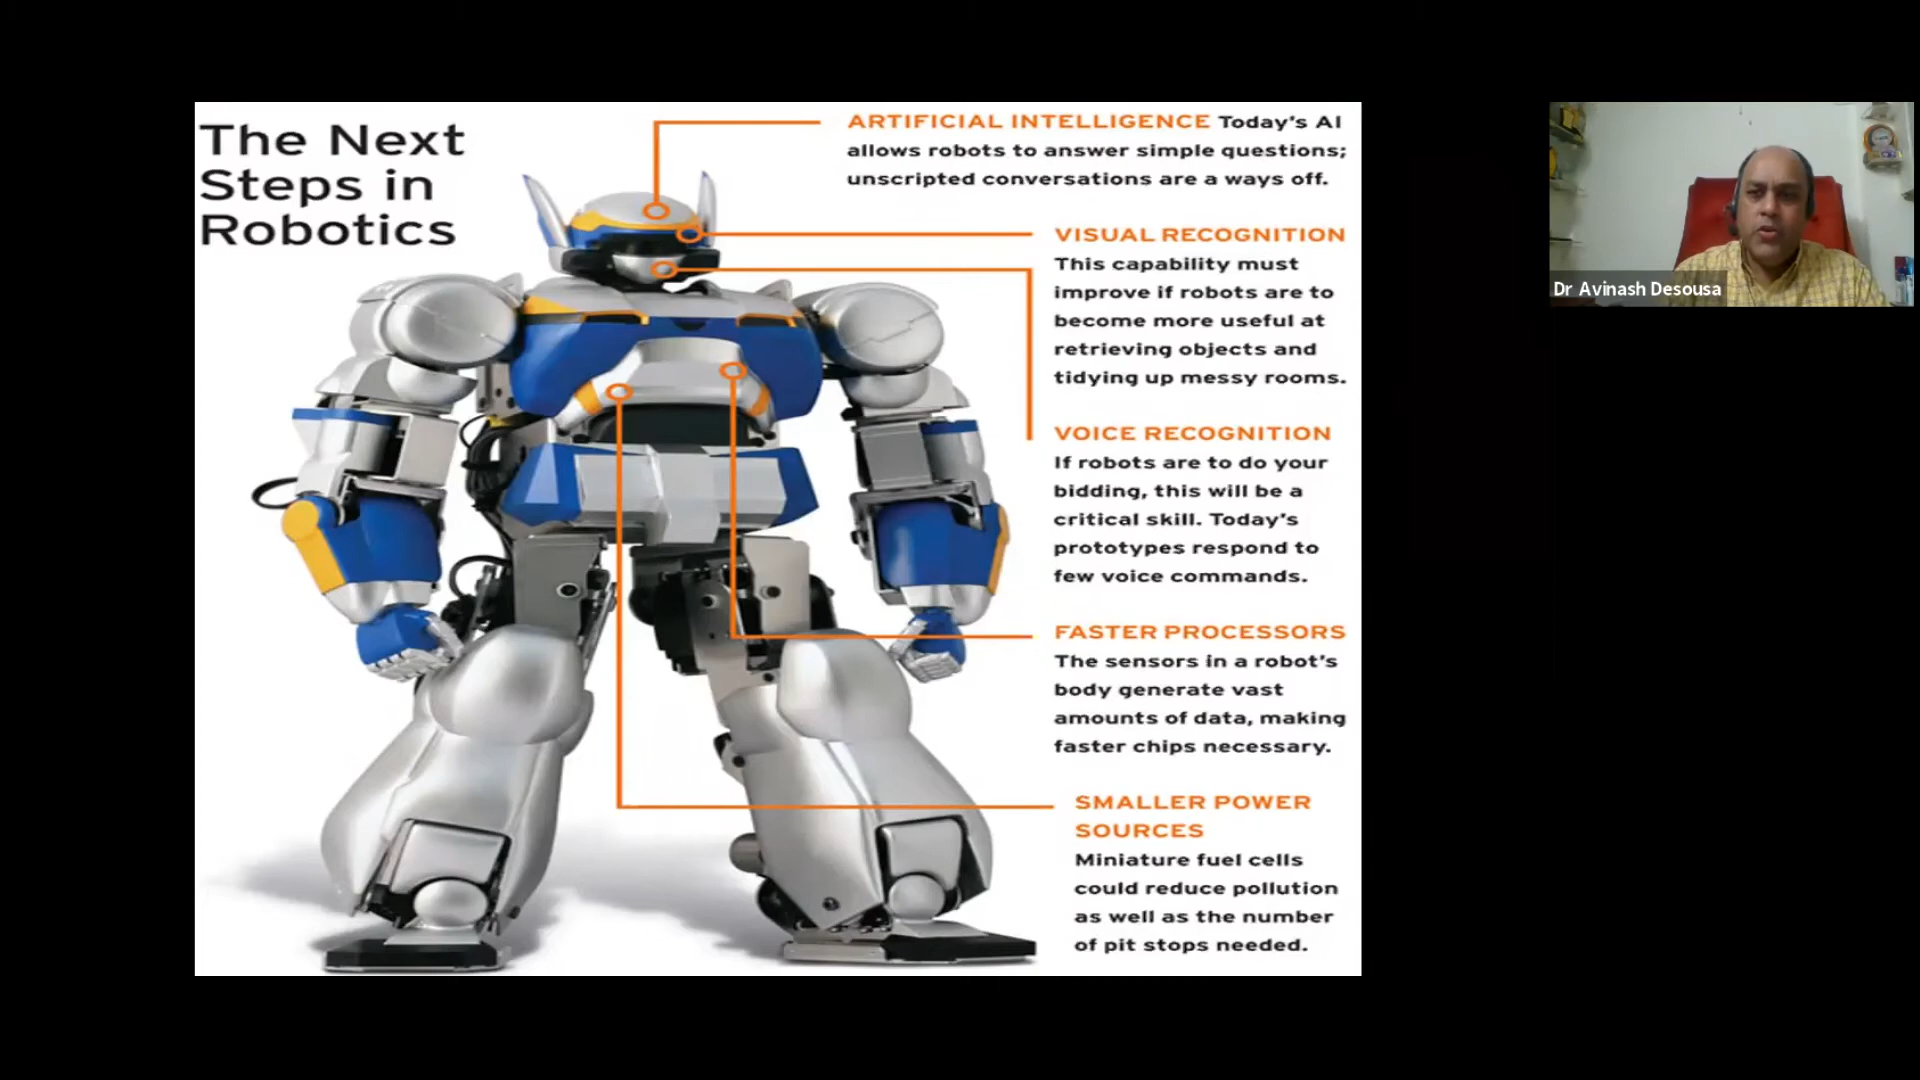 The Next
Steps in
Robotics
ARTIFICIAL INTELLIGENCE Today's AI
allows robots to answer simple questions;
unscripted conversations are a ways off.
VISUAL RECOGNITION
This capability must
improve if robots are to
become more useful at
retrieving objects and
tidying up messy rooms.
VOICE RECOGNITION
If robots are to do your
bidding, this will be a
critical skill. Today's
prototypes respond to
few voice commands.
FASTER PROCESSORS
The sensors in a robot's
body generate vast
amounts of data, making
faster chips necessary.
SMALLER POWER
SOURCES
Miniature fuel cells
could reduce pollution
as well as the number
of pit stops needed.
Dr Avinash Desousa